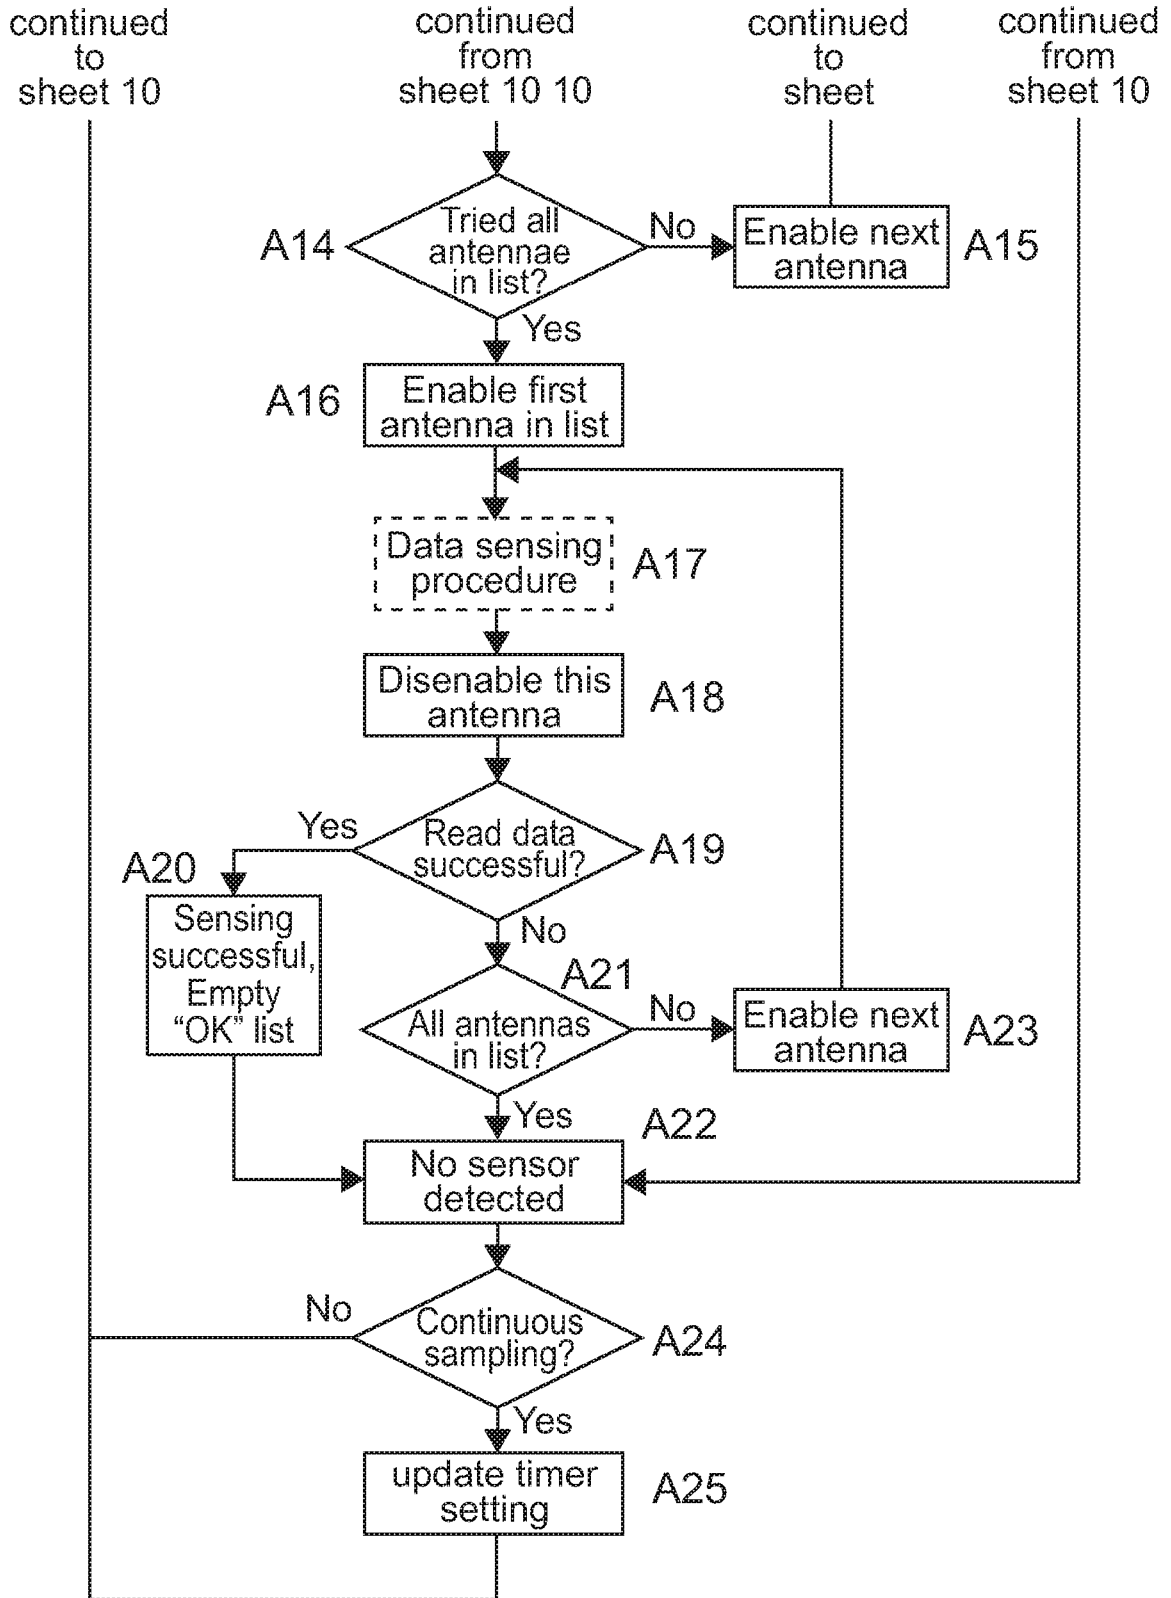 continued
to
sheet 10
continued
from
sheet 10 10
continued
to
sheet
continued
from
sheet 10
A14
Tried all
antennae
in list?
No
Enable next
antenna
A15
Yes
A16
Enable first
antenna in list
Data sensing
procedure
A17
Disenable this
antenna
A18
Yes
Read data
successful?
A19
A20
Sensing
successful,
Empty
“OK” list
No
A21
All antennas
in list?
No
Enable next
antenna
A23
Yes
A22
No sensor
detected
No
Continuous
sampling?
A24
Yes
update timer
setting
A25